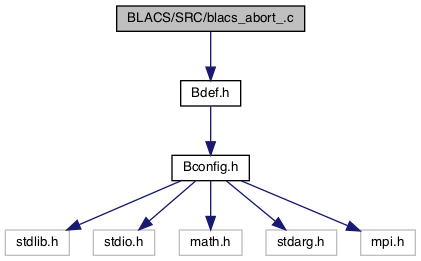 BLACS/SRC/blacs_abort_.c
Bdef.h
Bconfig.h
stdlib.h
stdio.h
math.h
stdarg.h
mpi.h